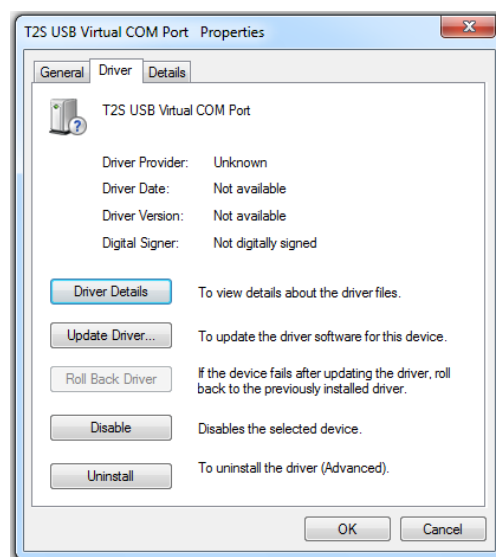 T2S USB Virtual COM Port Properties
General Driver Details
T2S USB Virtual COM Port
Driver Provider: Unknown
Driver Date: Not available
Driver Version: Not available
Digital Signer: Not digitally signed
Driver Details To view details about the driver files.
Update Driver... To update the driver software for this device.
Roll Back Driver If the device fails after updating the driver, roll
back to the previously installed driver.
Disable Disables the selected device.
Uninstall To uninstall the driver (Advanced).
OK Cancel